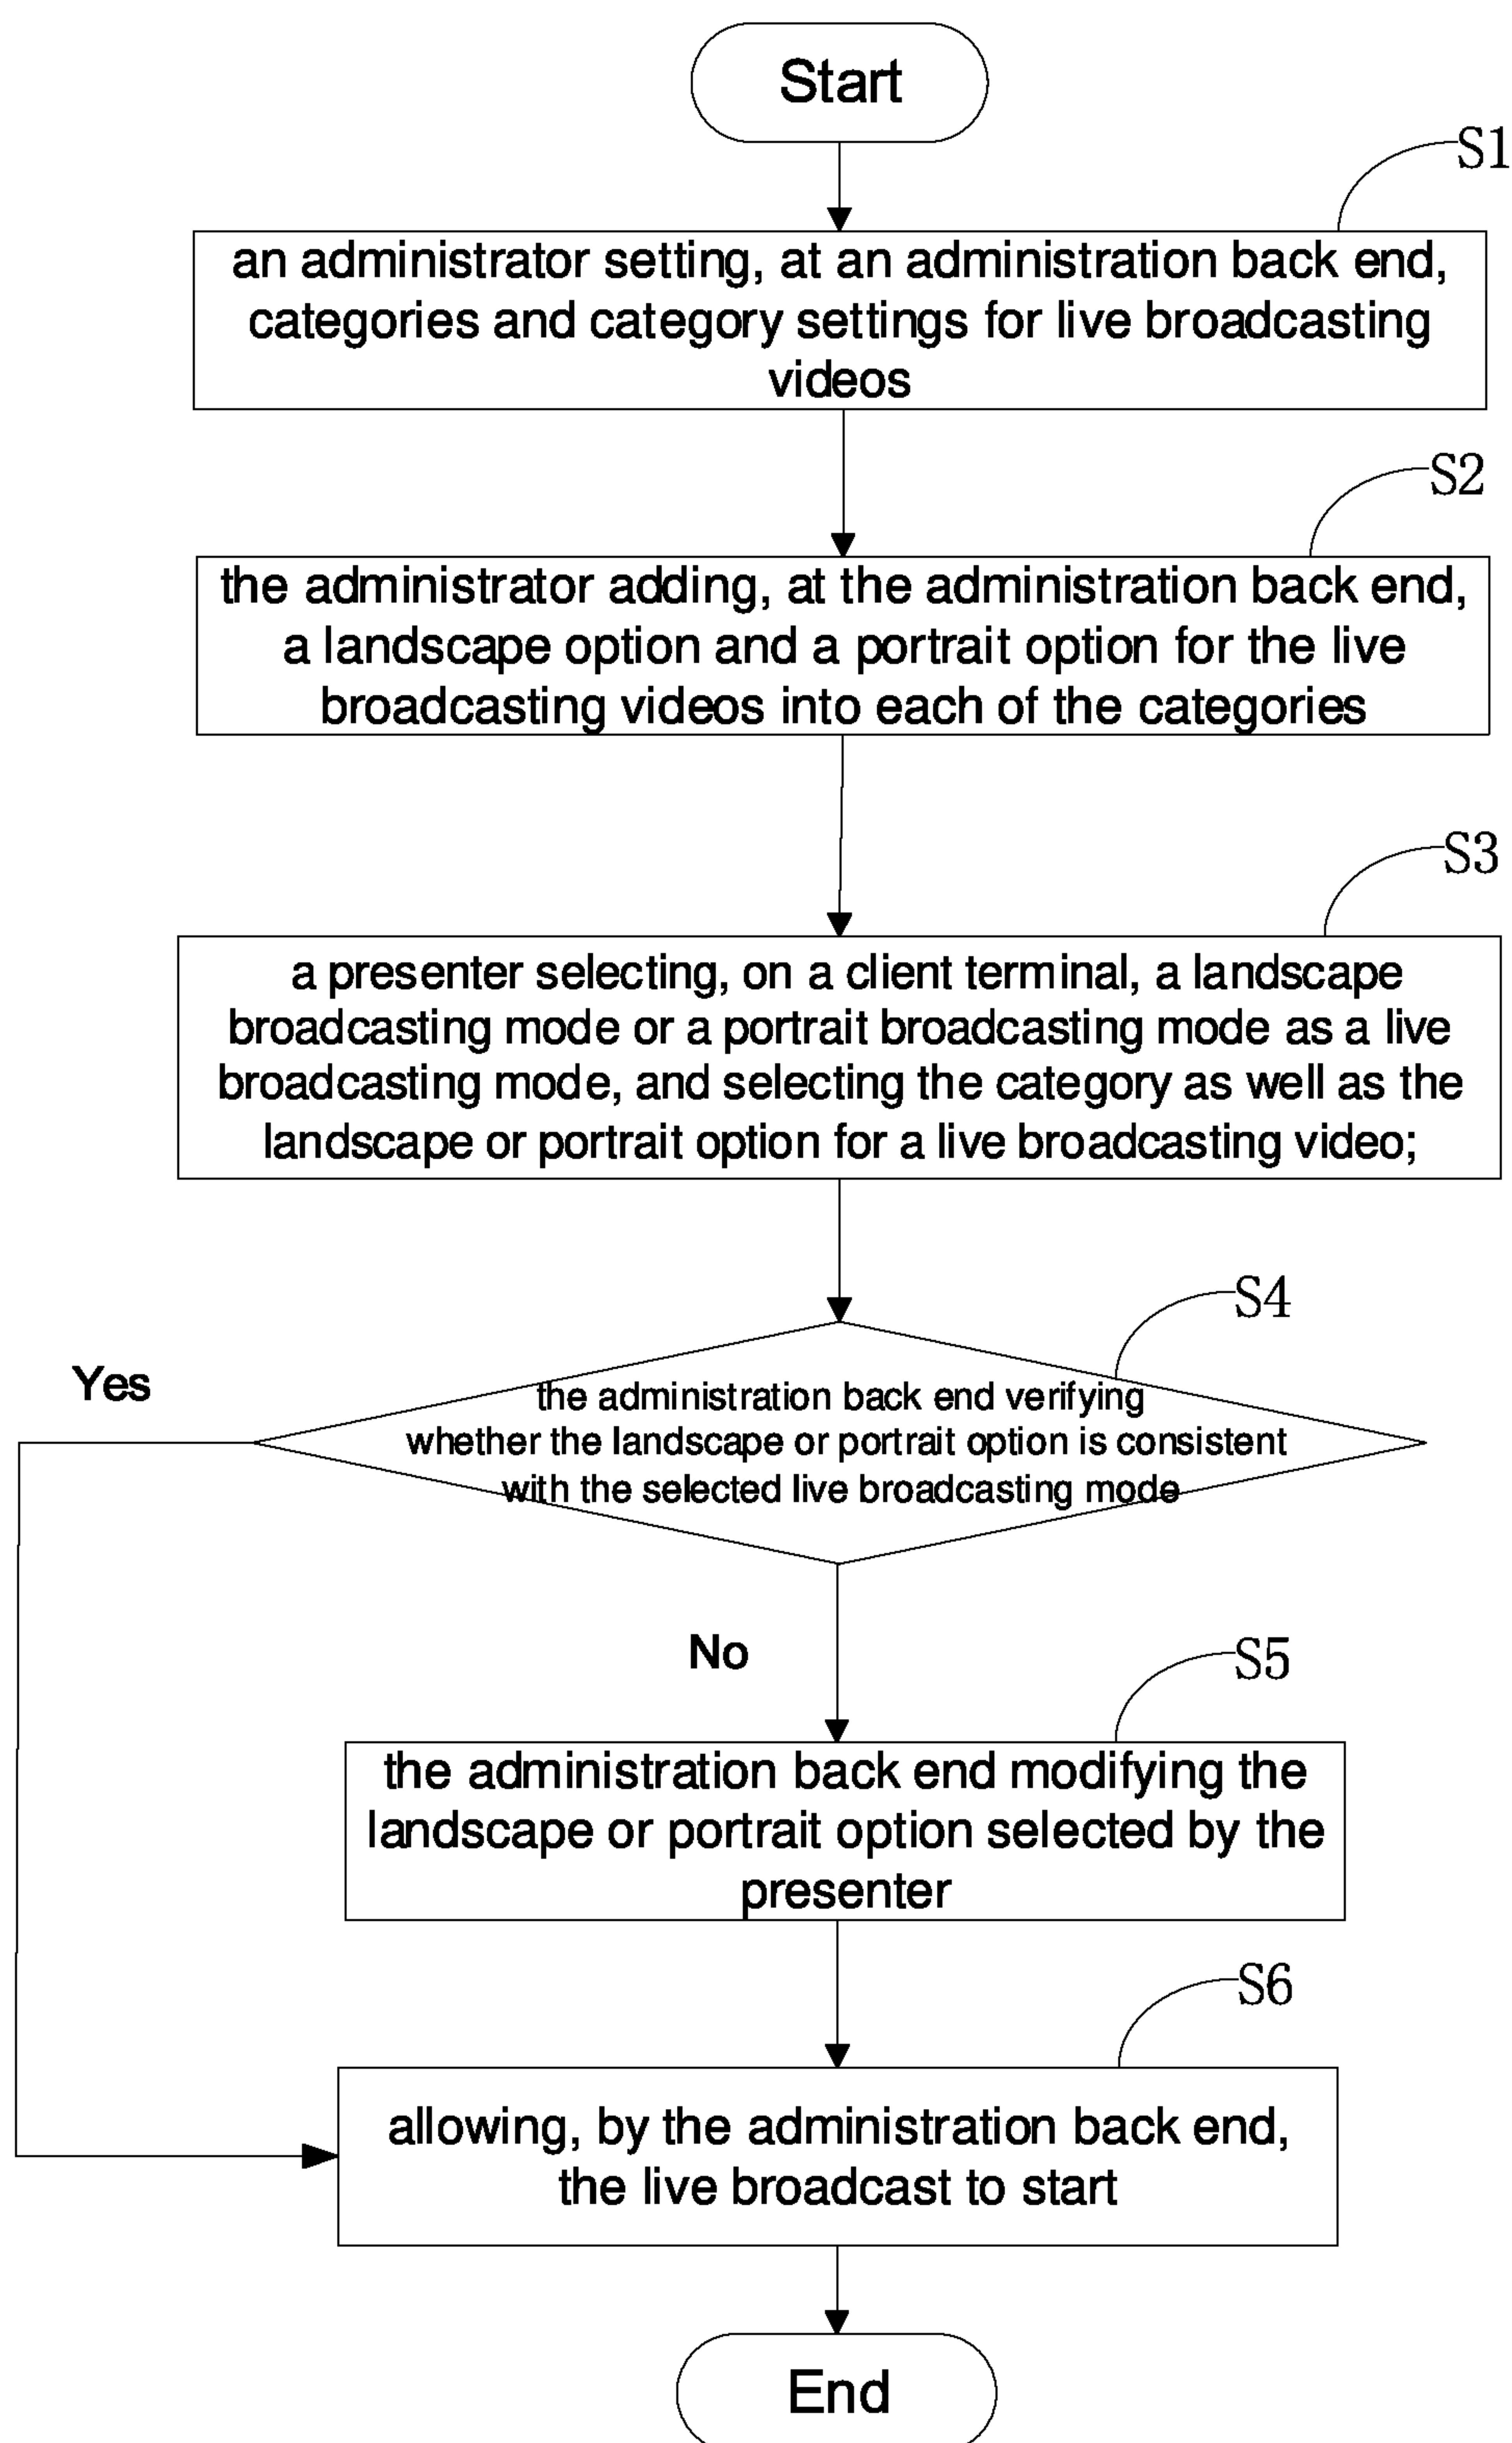 Start
S1
an administrator setting, at an administration back end,
categories and category settings for live broadcasting
videos
S2
the administrator adding, at the administration back end,
a landscape option and a portrait option for the live
broadcasting videos into each of the categories
S3
a presenter selecting, on a client terminal, a landscape
broadcasting mode or a portrait broadcasting mode as a live
broadcasting mode, and selecting the category as well as the
landscape or portrait option for a live broadcasting video;
S4
Yes
the administration back end verifying
whether the landscape or portrait option is consistent
with the selected live broadcasting mode
No
S5
the administration back end modifying the
landscape or portrait option selected by the
presenter
S6
allowing, by the administration back end,
the live broadcast to start
End